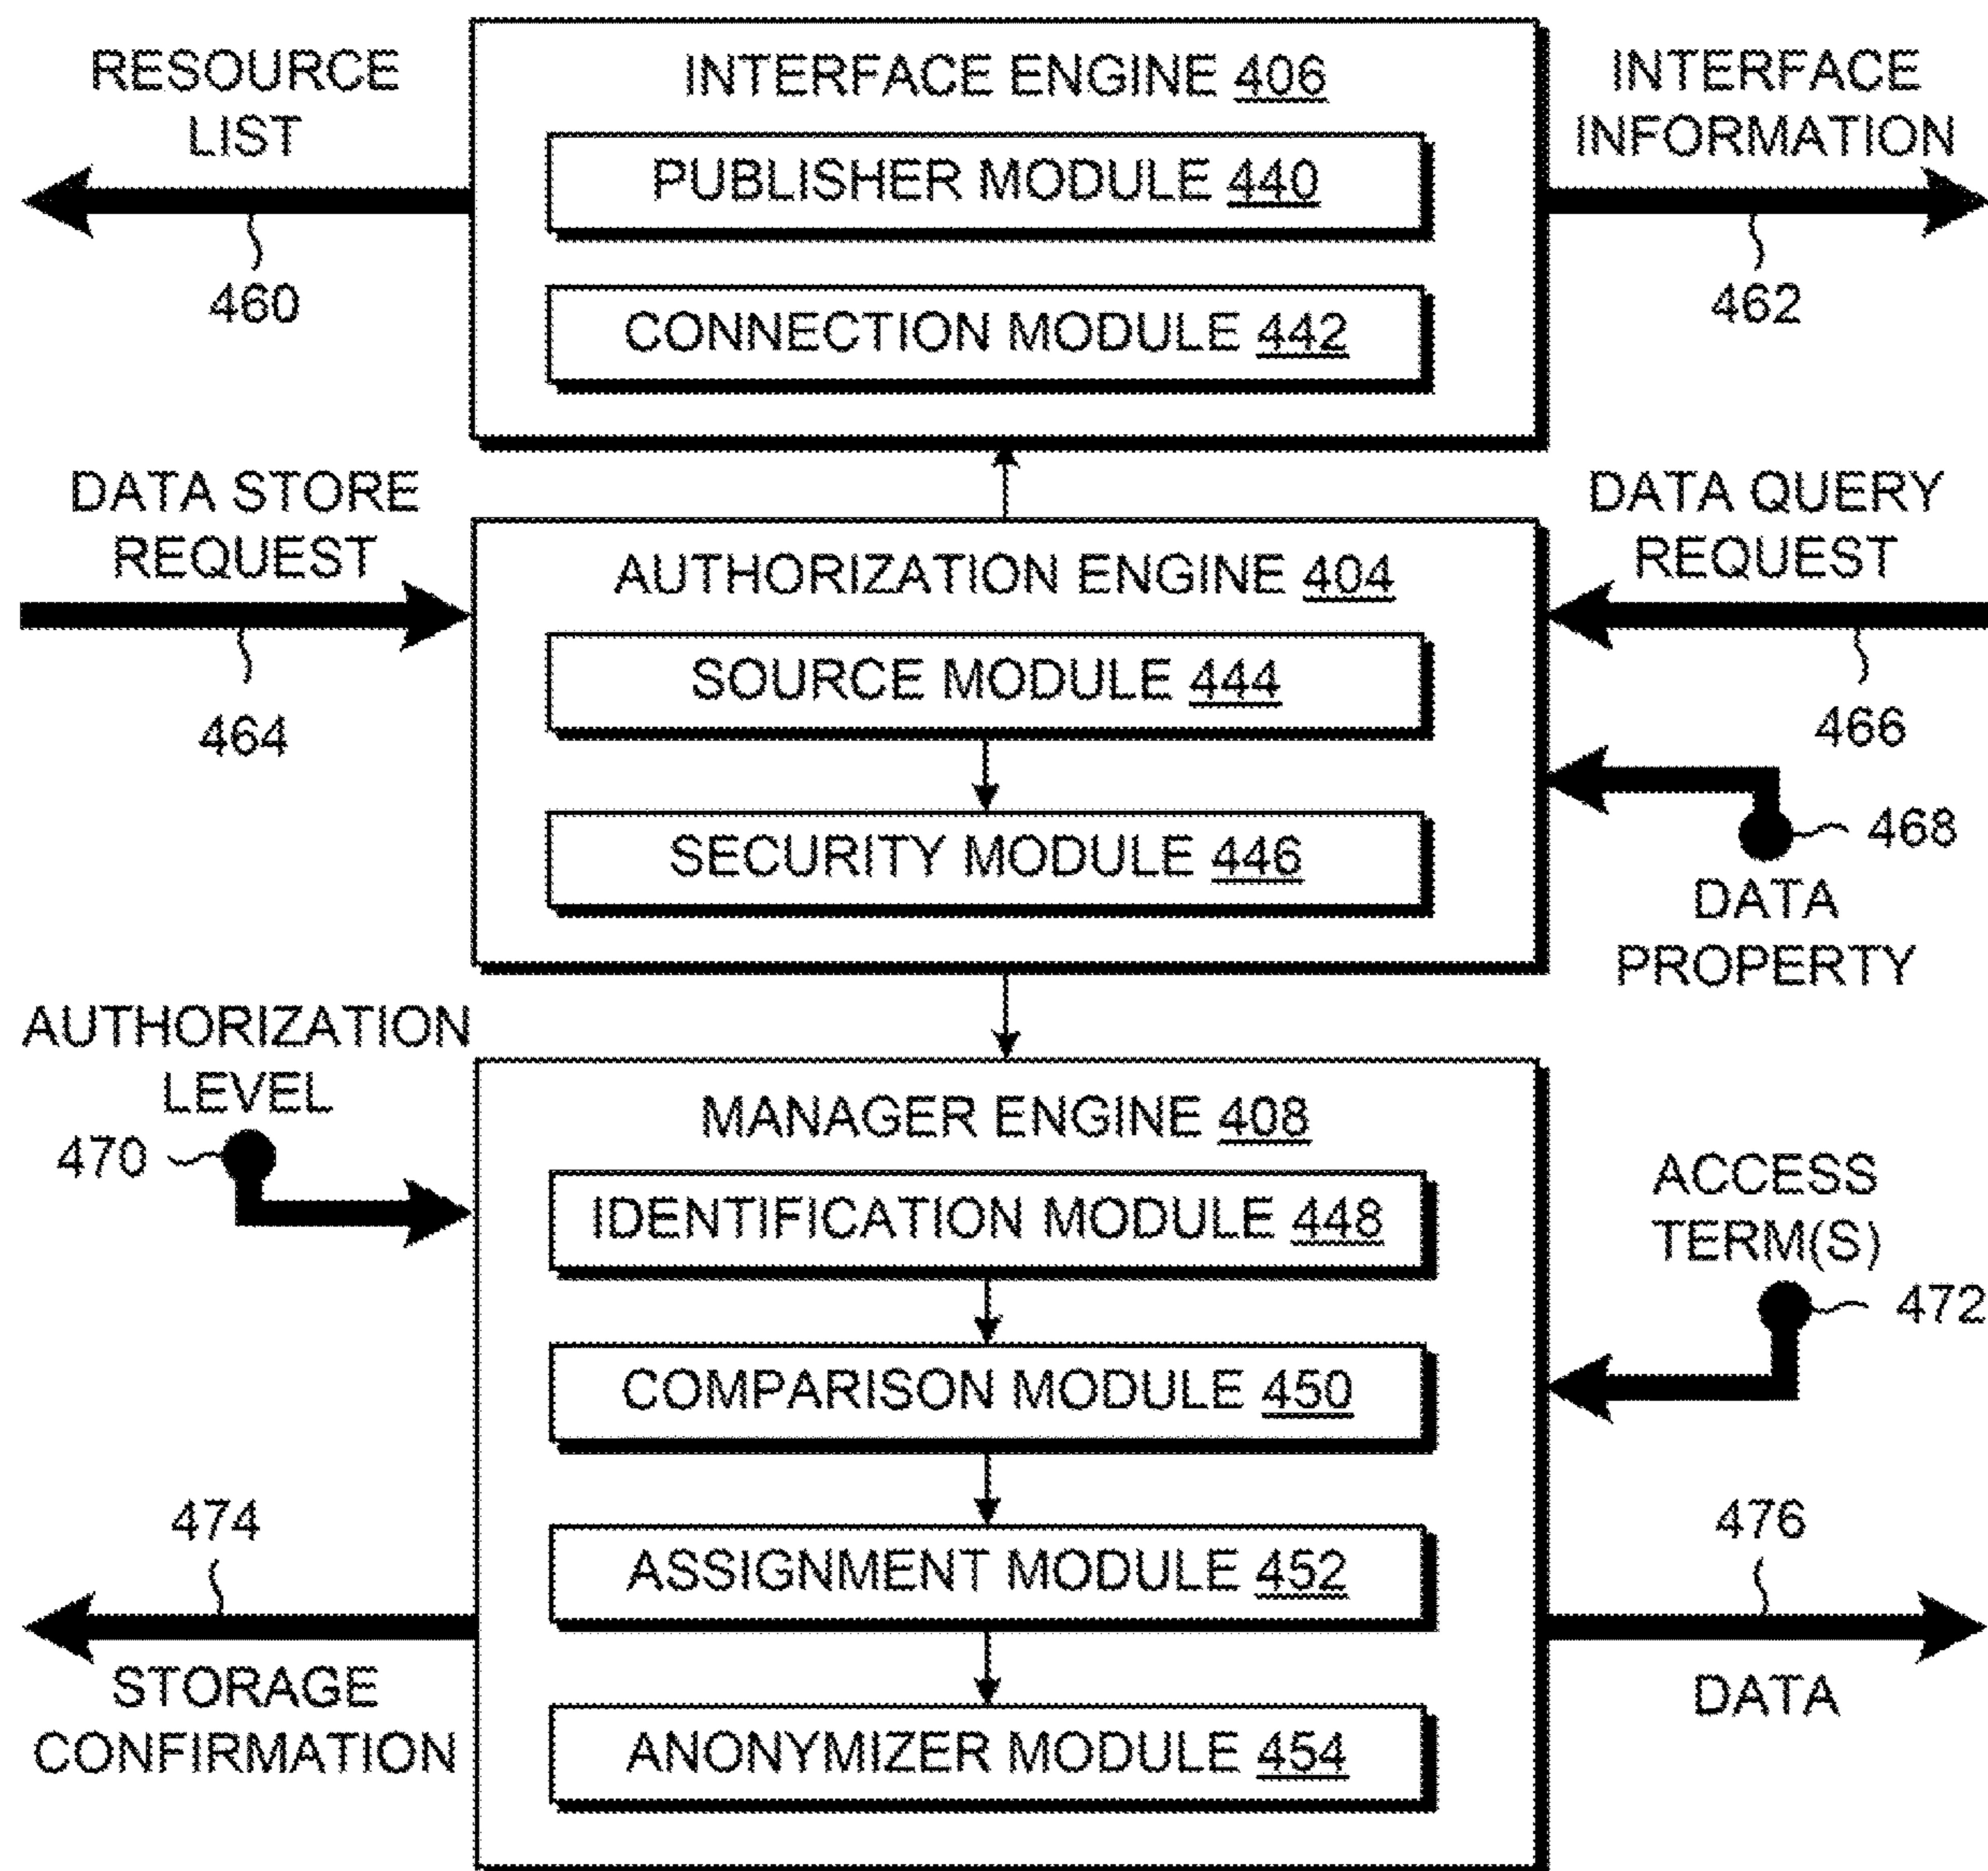 RESOURCE
LIST
460
INTERFACE ENGINE 406
PUBLISHER MODULE 440
CONNECTION MODULE 442
INTERFACE
INFORMATION
462
DATA STORE
REQUEST
464
AUTHORIZATION ENGINE 404
SOURCE MODULE 444
SECURITY MODULE 446
DATA QUERY
REQUEST
466
468
DATA
PROPERTY
AUTHORIZATION
LEVEL
470
MANAGER ENGINE 408
IDENTIFICATION MODULE 448
COMPARISON MODULE 450
ASSIGNMENT MODULE 452
ANONYMIZER MODULE 454
ACCESS
TERM(S)
472
474
STORAGE
CONFIRMATION
476
DATA